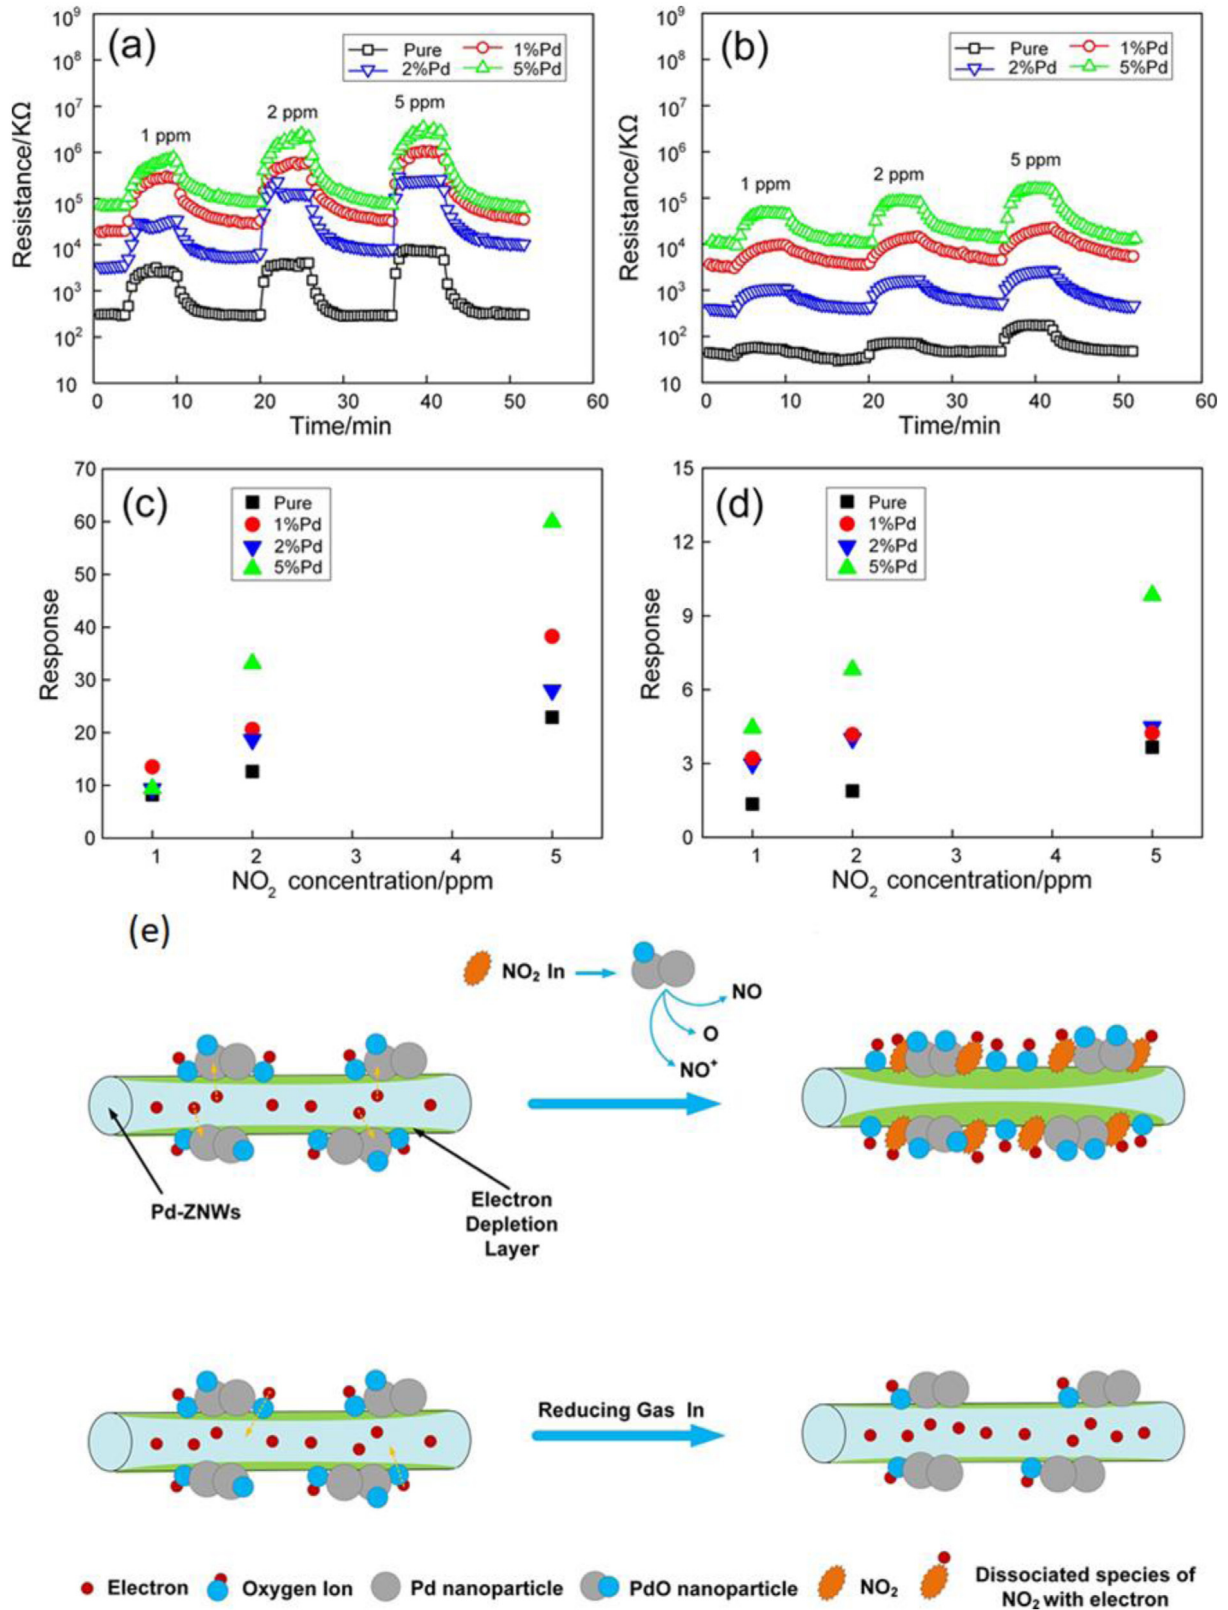 (a)
Pure 1%Pd
2%Pd 5%Pd
1 ppm
2 ppm
5 ppm
10⁹
10⁸
10⁷
10⁶
10⁵
10⁴
10³
10²
10
Resistance/KΩ
0 10 20 30 40 50 60
Time/min
(b)
Pure 1%Pd
2%Pd 5%Pd
1 ppm
2 ppm
5 ppm
10⁹
10⁸
10⁷
10⁶
10⁵
10⁴
10³
10²
10
Resistance/KΩ
0 10 20 30 40 50 60
Time/min
(c)
Pure
1%Pd
2%Pd
5%Pd
70
60
50
40
30
20
10
0
Response
1 2 3 4 5
NO₂ concentration/ppm
(d)
Pure
1%Pd
2%Pd
5%Pd
15
12
9
6
3
0
Response
1 2 3 4 5
NO₂ concentration/ppm
(e)
NO₂ In
NO
O
NO⁺
Pd-ZNWs
Electron
Depletion
Layer
Reducing Gas In
Electron
Oxygen Ion
Pd nanoparticle
PdO nanoparticle
NO₂
Dissociated species of
NO₂ with electron